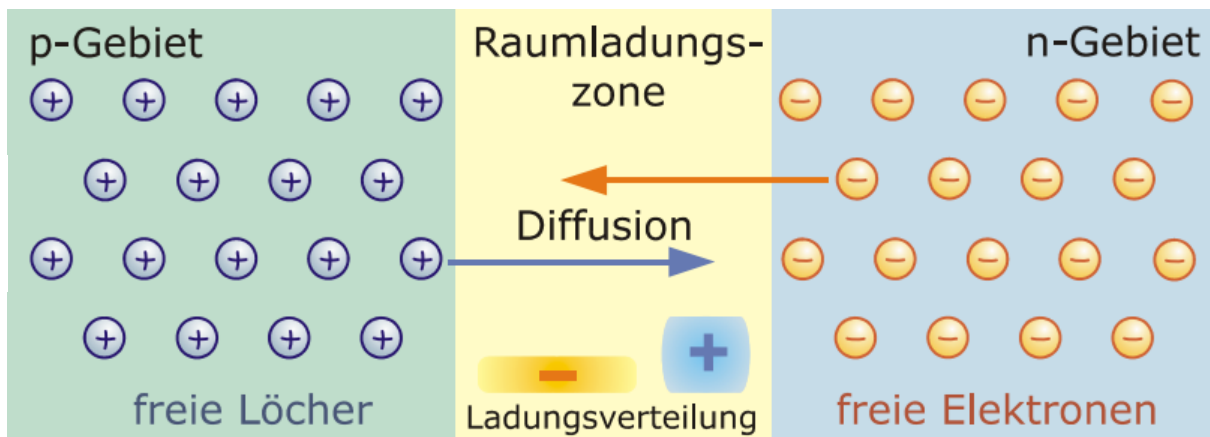 p-Gebiet
Raumladungs-
zone
n-Gebiet
Diffusion
freie Löcher
Ladungsverteilung
freie Elektronen